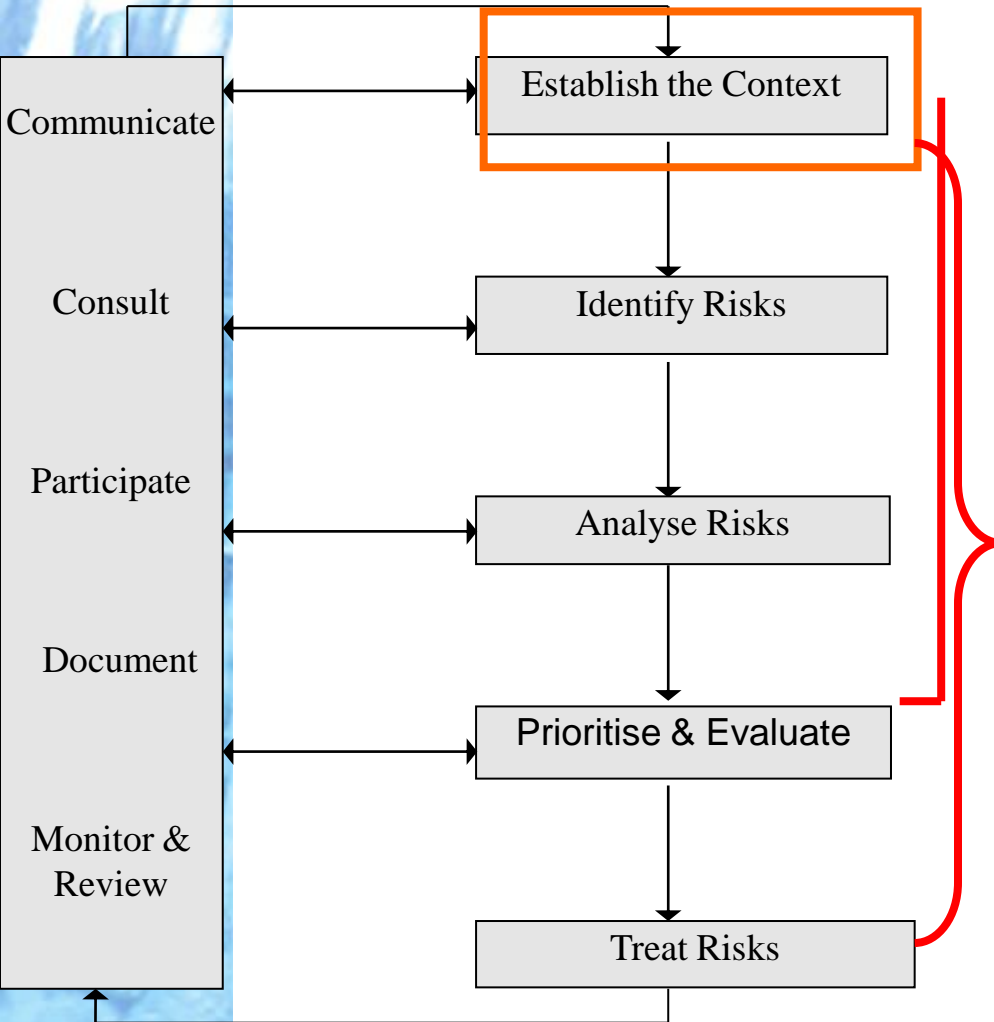 Communicate
Consult
Participate
Document
Monitor &
Review
Establish the Context
Identify Risks
Analyse Risks
Prioritise & Evaluate
Treat Risks